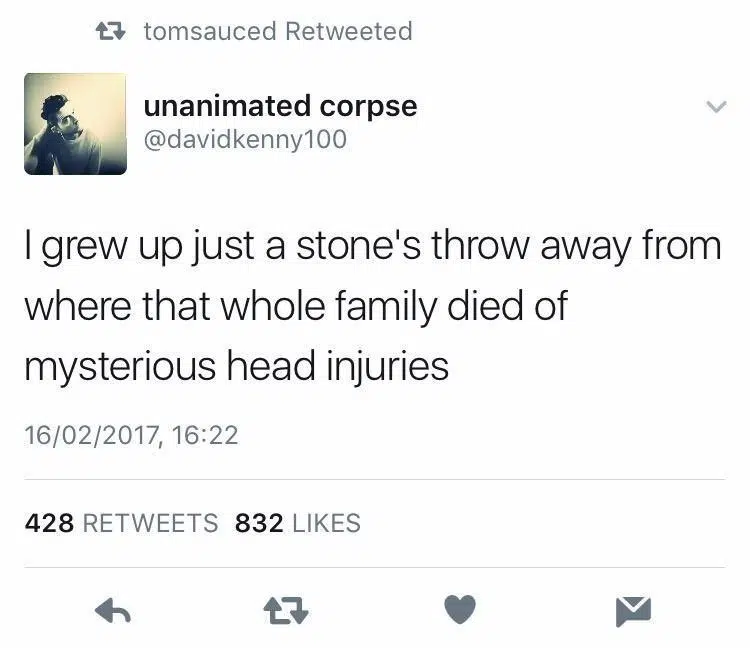 tomsauced Retweeted
unanimated corpse
@davidkenny100
I grew up just a stone's throw away from
where that whole family died of
mysterious head injuries
16/02/2017, 16:22
428 RETWEETS 832 LIKES